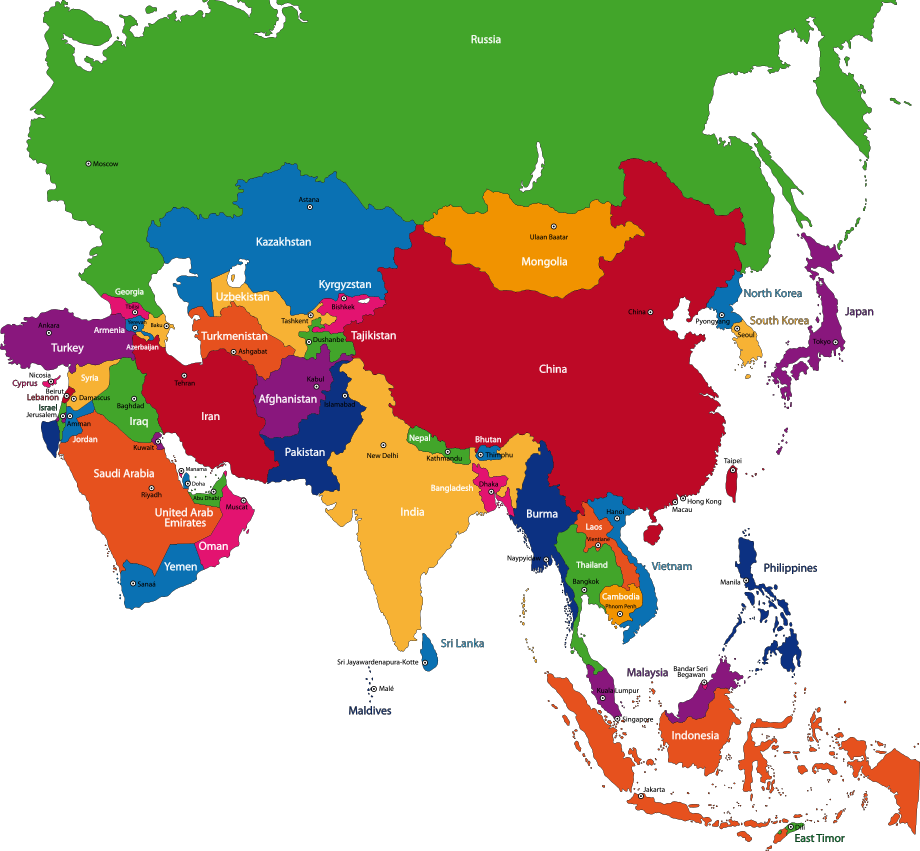 Russia
Moscow
Astana
Kazakhstan
Ulaan Baatar
Mongolia
Kyrgyzstan
Bishkek
Georgia
Uzbekistan
Tashkent
North Korea
South Korea
Japan
China
Pyongyang
Seoul
Tokyo
Ankara
Turkey
Armenia
Baku
Azerbaijan
Turkmenistan
Ashgabat
Dushanbe
Tajikistan
China
Nicosia
Cyprus
Syria
Tehran
Kabul
Afghanistan
Islamabad
Beirut
Lebanon
Damascus
Israel
Jerusalem
Baghdad
Iraq
Iran
Amman
Jordan
Kuwait
Pakistan
New Delhi
Nepal
Kathmandu
Bhutan
Thimphu
Taipei
Saudi Arabia
Manama
Doha
Riyadh
Abu Dhabi
Muscat
United Arab
Emirates
Bangladesh
Dhaka
India
Burma
Hong Kong
Macau
Hanoi
Laos
Vientiane
Oman
Yemen
Sanaá
Naypyidaw
Thailand
Bangkok
Vietnam
Philippines
Manila
Cambodia
Phnom Penh
Sri Lanka
Sri Jayawardenapura-Kotte
Malé
Maldives
Malaysia
Bandar Seri
Begawan
Kuala Lumpur
Singapore
Indonesia
Jakarta
East Timor